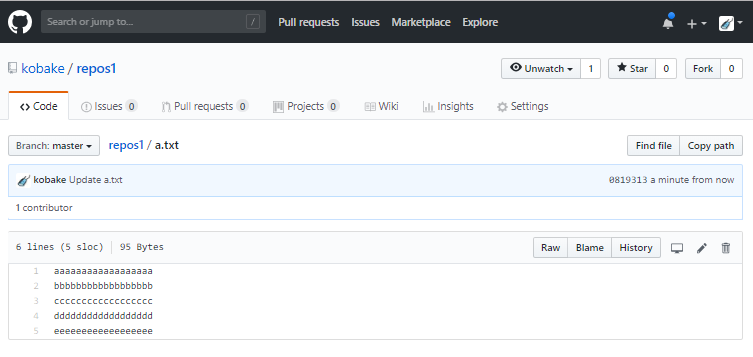 Search or jump to... / Pull requests Issues Marketplace Explore
kobake / repos1 Unwatch 1 Star 0 Fork 0
Code Issues 0 Pull requests 0 Projects 0 Wiki Insights Settings
Branch: master repos1 / a.txt Find file Copy path
kobake Update a.txt 0819313 a minute from now
1 contributor
6 lines (5 sloc) 95 Bytes Raw Blame History
1 aaaaaaaaaaaaaaaaaa
2 bbbbbbbbbbbbbbbbbb
3 cccccccccccccccccc
4 dddddddddddddddddd
5 eeeeeeeeeeeeeeeeee